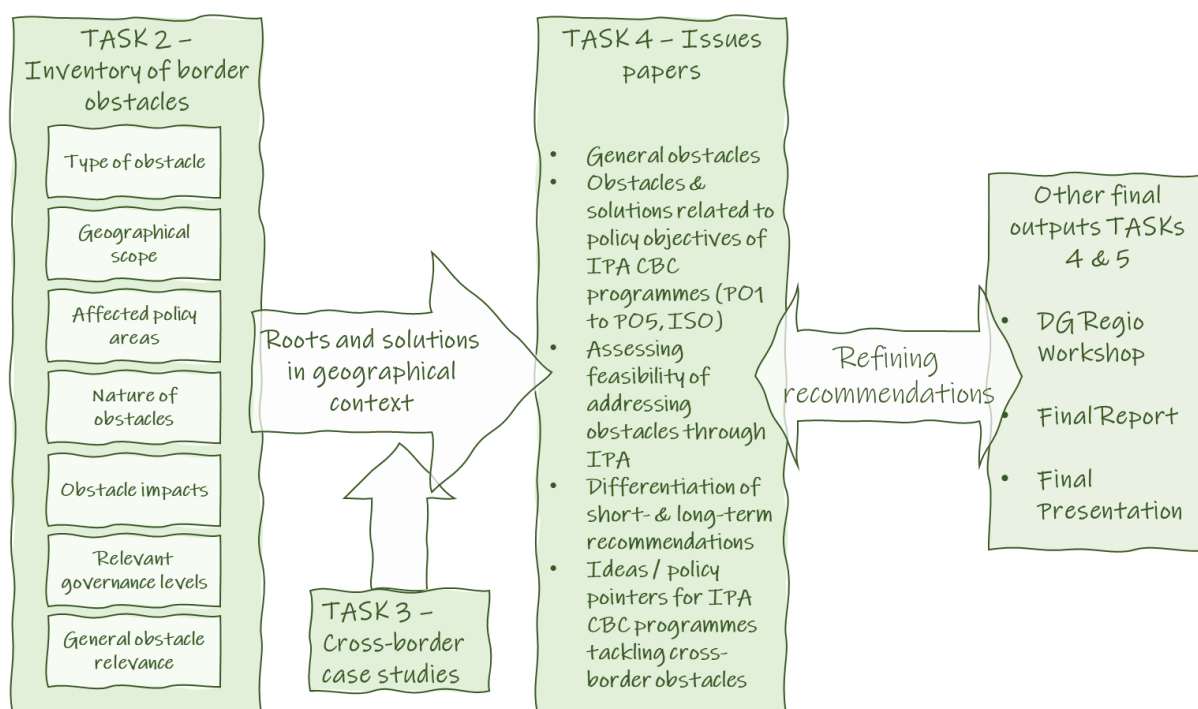 TASK 2 –
Inventory of border
obstacles
Type of obstacle
Geographical
scope
Affected policy
areas
Nature of
obstacles
Obstacle impacts
Relevant
governance levels
General obstacle
relevance
Roots and solutions
in geographical
context
TASK 3 –
Cross-border
case studies
TASK 4 – Issues
papers
• General obstacles
• Obstacles &
solutions related to
policy objectives of
IPA CBC
programmes (PO1
to PO5, ISO)
• Assessing
feasibility of
addressing
obstacles through
IPA
• Differentiation of
short- & long-term
recommendations
• Ideas / policy
pointers for IPA
CBC programmes
tackling cross-
border obstacles
Refining
recommendations
Other final
outputs TASKs
4 & 5
• DG Regio
Workshop
• Final Report
• Final
Presentation